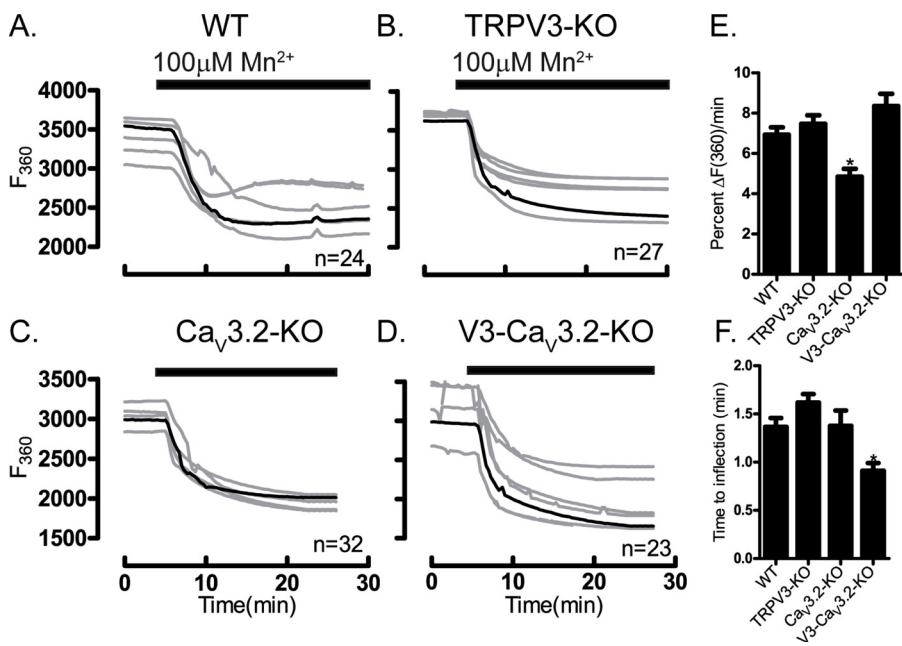 A. WT
100μM Mn²⁺
F₃₆₀
4000
3500
3000
2500
2000
n=24
B. TRPV3-KO
100μM Mn²⁺
n=27
C. Caᵥ3.2-KO
F₃₆₀
3500
3000
2500
2000
1500
n=32
0 10 20 30
Time(min)
D. V3-Caᵥ3.2-KO
n=23
0 10 20 30
Time(min)
E.
Percent ΔF(360)/min
10
8
6
4
2
0
*
WT
TRPV3-KO
Caᵥ3.2-KO
V3-Caᵥ3.2-KO
F.
Time to inflection (min)
2.0
1.5
1.0
0.5
0.0
*
WT
TRPV3-KO
Caᵥ3.2-KO
V3-Caᵥ3.2-KO